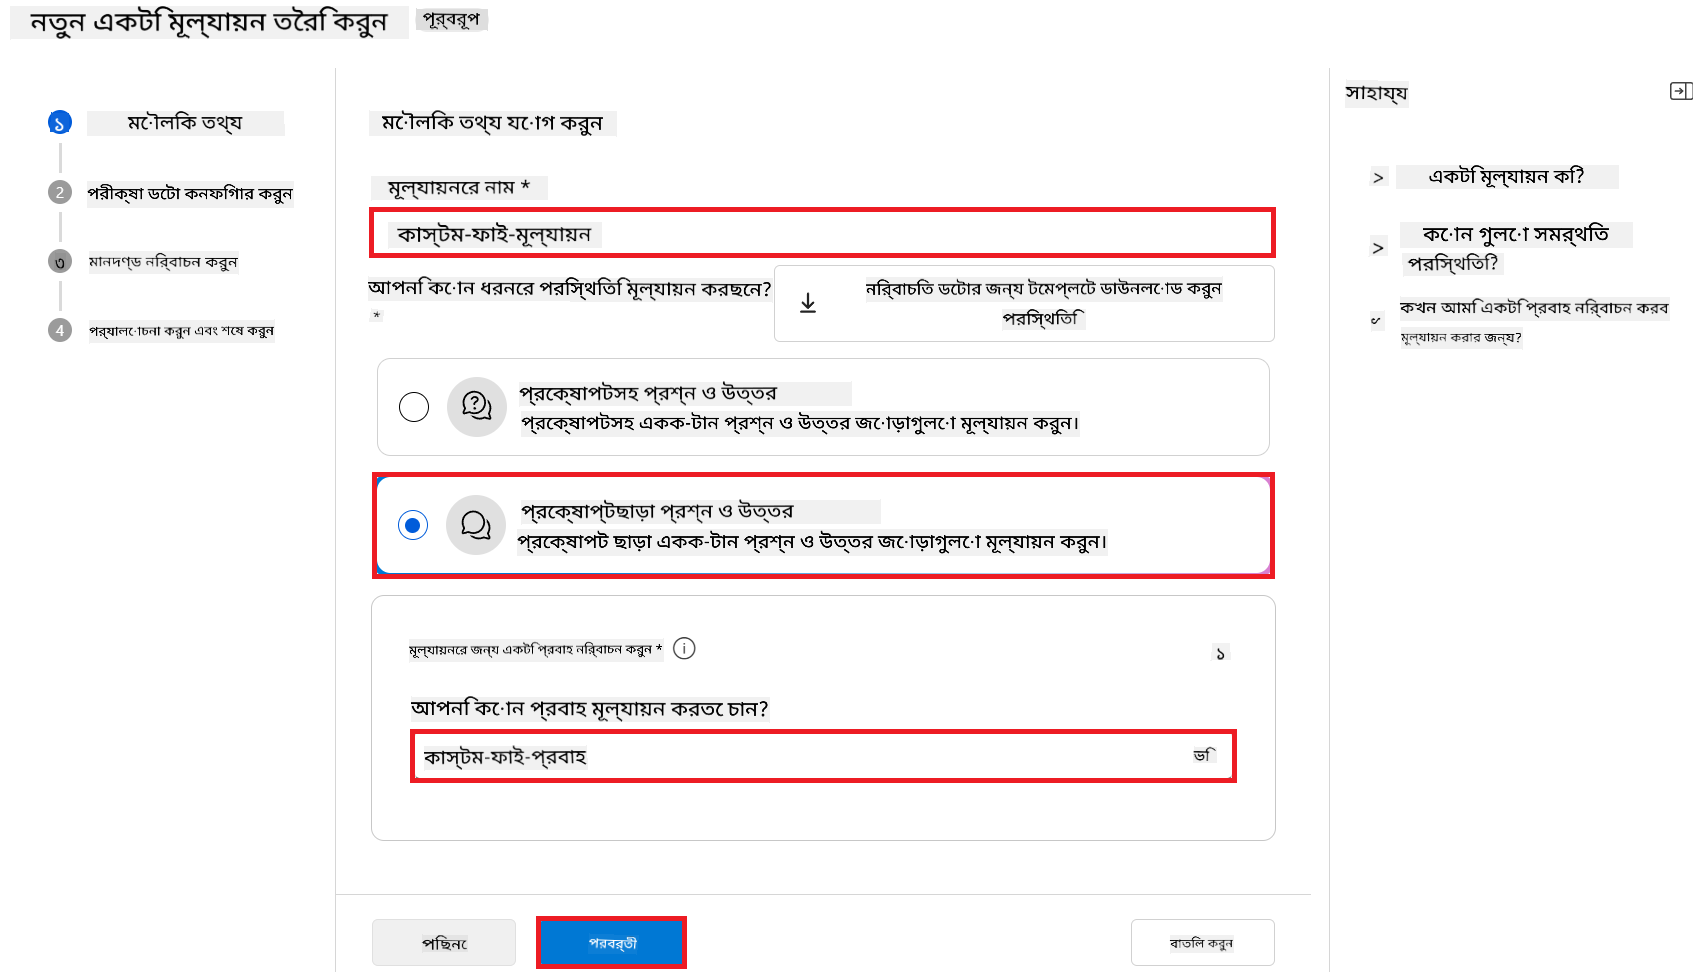 নতুন একটি মূল্যায়ন তৈরি করুন
পূর্বরূপ
১
মৌলিক তথ্য
2
পরীক্ষা ডেটা কনফিগার করুন
৩
মানদণ্ড নির্বাচন করুন
4
পর্যালোচনা করুন এবং শেষ করুন
মৌলিক তথ্য যোগ করুন
মূল্যায়নের নাম *
কাস্টম-ফাই-মূল্যায়ন
আপনি কোন ধরনের পরিস্থিতি মূল্যায়ন করছেন?
*
নির্বাচিত ডেটার জন্য টেমপ্লেট ডাউনলোড করুন
পরিস্থিতি
প্রেক্ষাপটসহ প্রশ্ন ও উত্তর
প্রেক্ষাপটসহ একক-টান প্রশ্ন ও উত্তর জোড়াগুলো মূল্যায়ন করুন।
প্রেক্ষাপ্টছাড়া প্রশ্ন ও উত্তর
প্রেক্ষাপট ছাড়া একক-টান প্রশ্ন ও উত্তর জোড়াগুলো মূল্যায়ন করুন।
মূল্যায়নের জন্য একটি প্রবাহ নির্বাচন করুন *
১
আপনি কোন প্রবাহ মূল্যায়ন করতে চান?
কাস্টম-ফাই-প্রবাহ
ভি
পেছিনে
পরবর্তী
বাতিল করুন
সাহায্য
> একটি মূল্যায়ন কি?
> কোন গুলো সমর্থিত
পরিস্থিতি?
কখন আমি একটি প্রবাহ নির্বাচন করব
মূল্যায়ন করার জন্য?